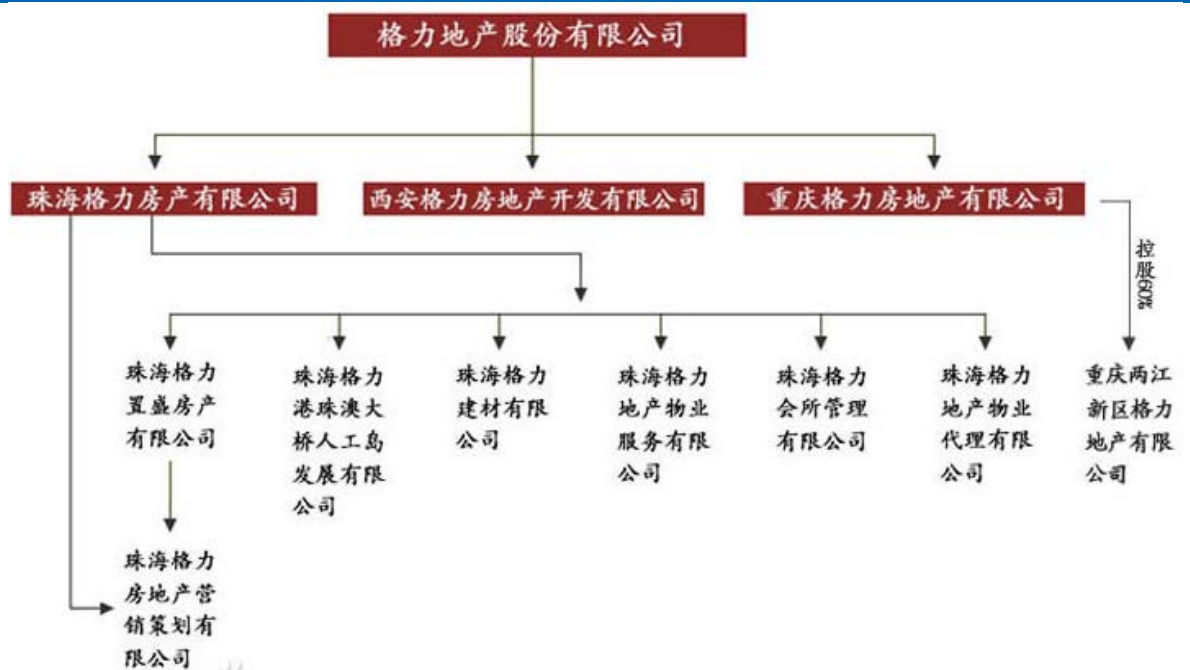 格力地产股份有限公司
珠海格力房产有限公司
西安格力房地产开发有限公司
重庆格力房地产有限公司
控股60%
珠海格力
置盛房产
有限公司
珠海格力
港珠澳大
桥人工岛
发展有限
公司
珠海格力
建材有限
公司
珠海格力
地产物业
服务有限
公司
珠海格力
会所管理
有限公司
珠海格力
地产物业
代理有限
公司
重庆两江
新区格力
地产有限
公司
珠海格力
房地产营
销策划有
限公司